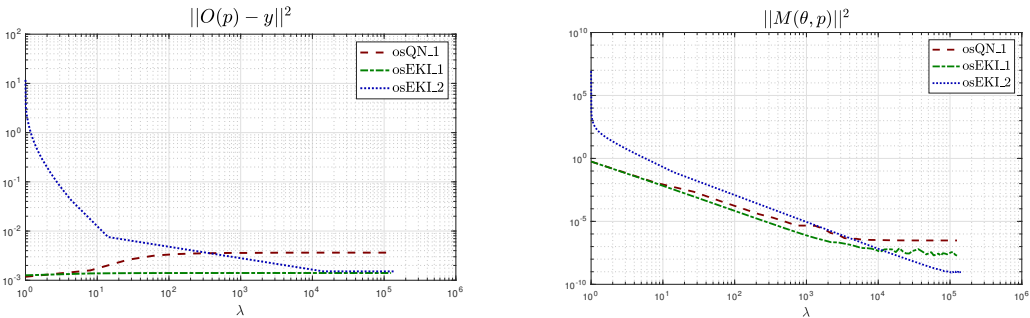 ||O(p) − y||²
10²
10¹
10⁰
10⁻¹
10⁻²
10⁻³
10⁰ 10¹ 10² 10³ 10⁴ 10⁵ 10⁶
λ
osQN_1
osEKI_1
osEKI_2
||M(θ, p)||²
10¹⁰
10⁵
10⁰
10⁻⁵
10⁻¹⁰
10⁰ 10¹ 10² 10³ 10⁴ 10⁵ 10⁶
λ
osQN_1
osEKI_1
osEKI_2